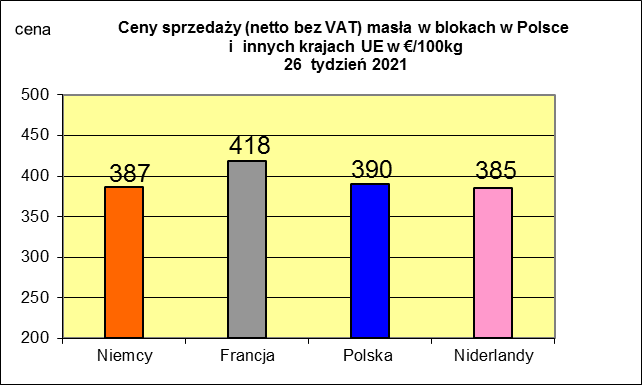 cena
Ceny sprzedaży (netto bez VAT) masła w blokach w Polsce
i innych krajach UE w €/100kg
26 tydzień 2021
500
450
400
350
300
250
200
387
418
390
385
Niemcy
Francja
Polska
Niderlandy